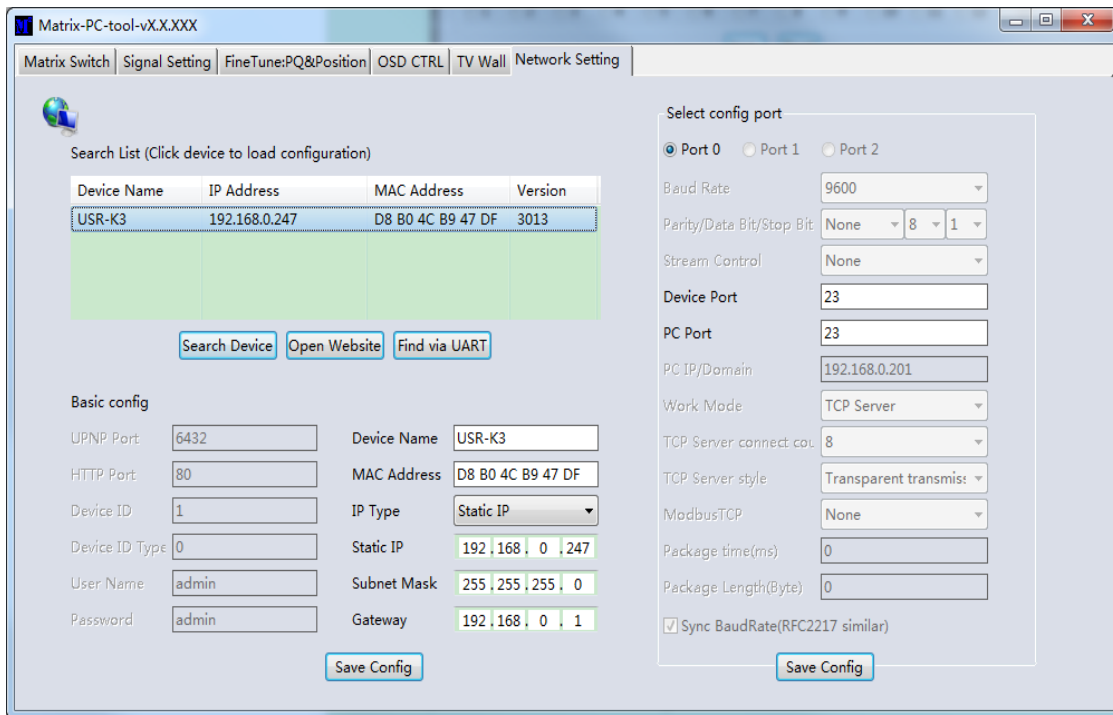 Matrix-PC-tool-vX.X.XXX
Matrix Switch Signal Setting FineTune:PQ&Position OSD CTRL TV Wall Network Setting
Search List (Click device to load configuration)
Device Name IP Address MAC Address Version
USR-K3 192.168.0.247 D8 B0 4C B9 47 DF 3013
Search Device Open Website Find via UART
Basic config
UPNP Port 6432
HTTP Port 80
Device ID 1
Device ID Type 0
User Name admin
Password admin
Device Name USR-K3
MAC Address D8 B0 4C B9 47 DF
IP Type Static IP
Static IP 192 . 168 . 0 . 247
Subnet Mask 255 . 255 . 255 . 0
Gateway 192 . 168 . 0 . 1
Save Config
Select config port
Port 0 Port 1 Port 2
Baud Rate 9600
Parity/Data Bit/Stop Bit None 8 1
Stream Control None
Device Port 23
PC Port 23
PC IP/Domain 192.168.0.201
Work Mode TCP Server
TCP Server connect cou 8
TCP Server style Transparent transmis
ModbusTCP None
Package time(ms) 0
Package Length(Byte) 0
Sync BaudRate(RFC2217 similar)
Save Config